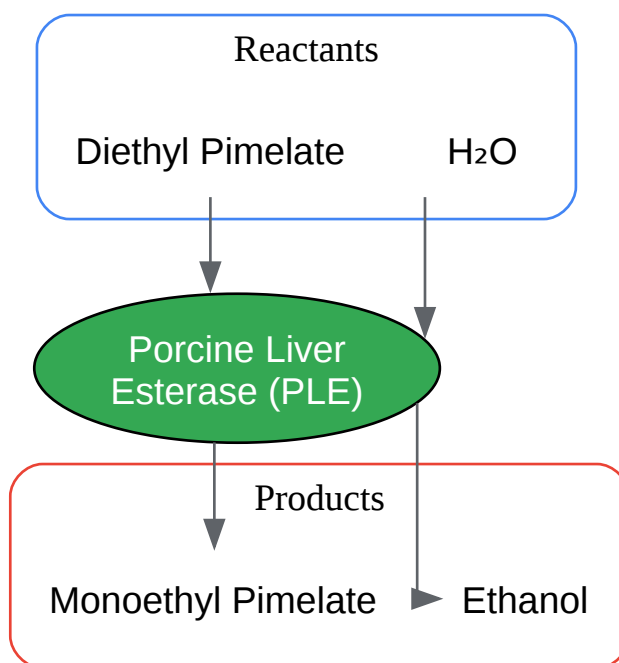 Reactants
Diethyl Pimelate
H₂O
Porcine Liver
Esterase (PLE)
Products
Monoethyl Pimelate
Ethanol